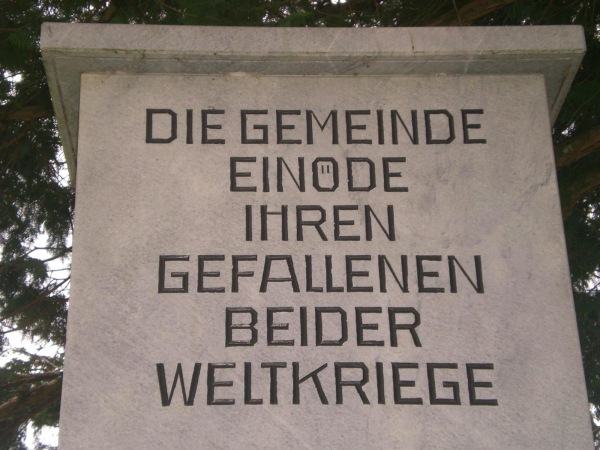 DIE GEMEINDE
EINÖDE
IHREN
GEFALLENEN
BEIDER
WELTKRIEGE